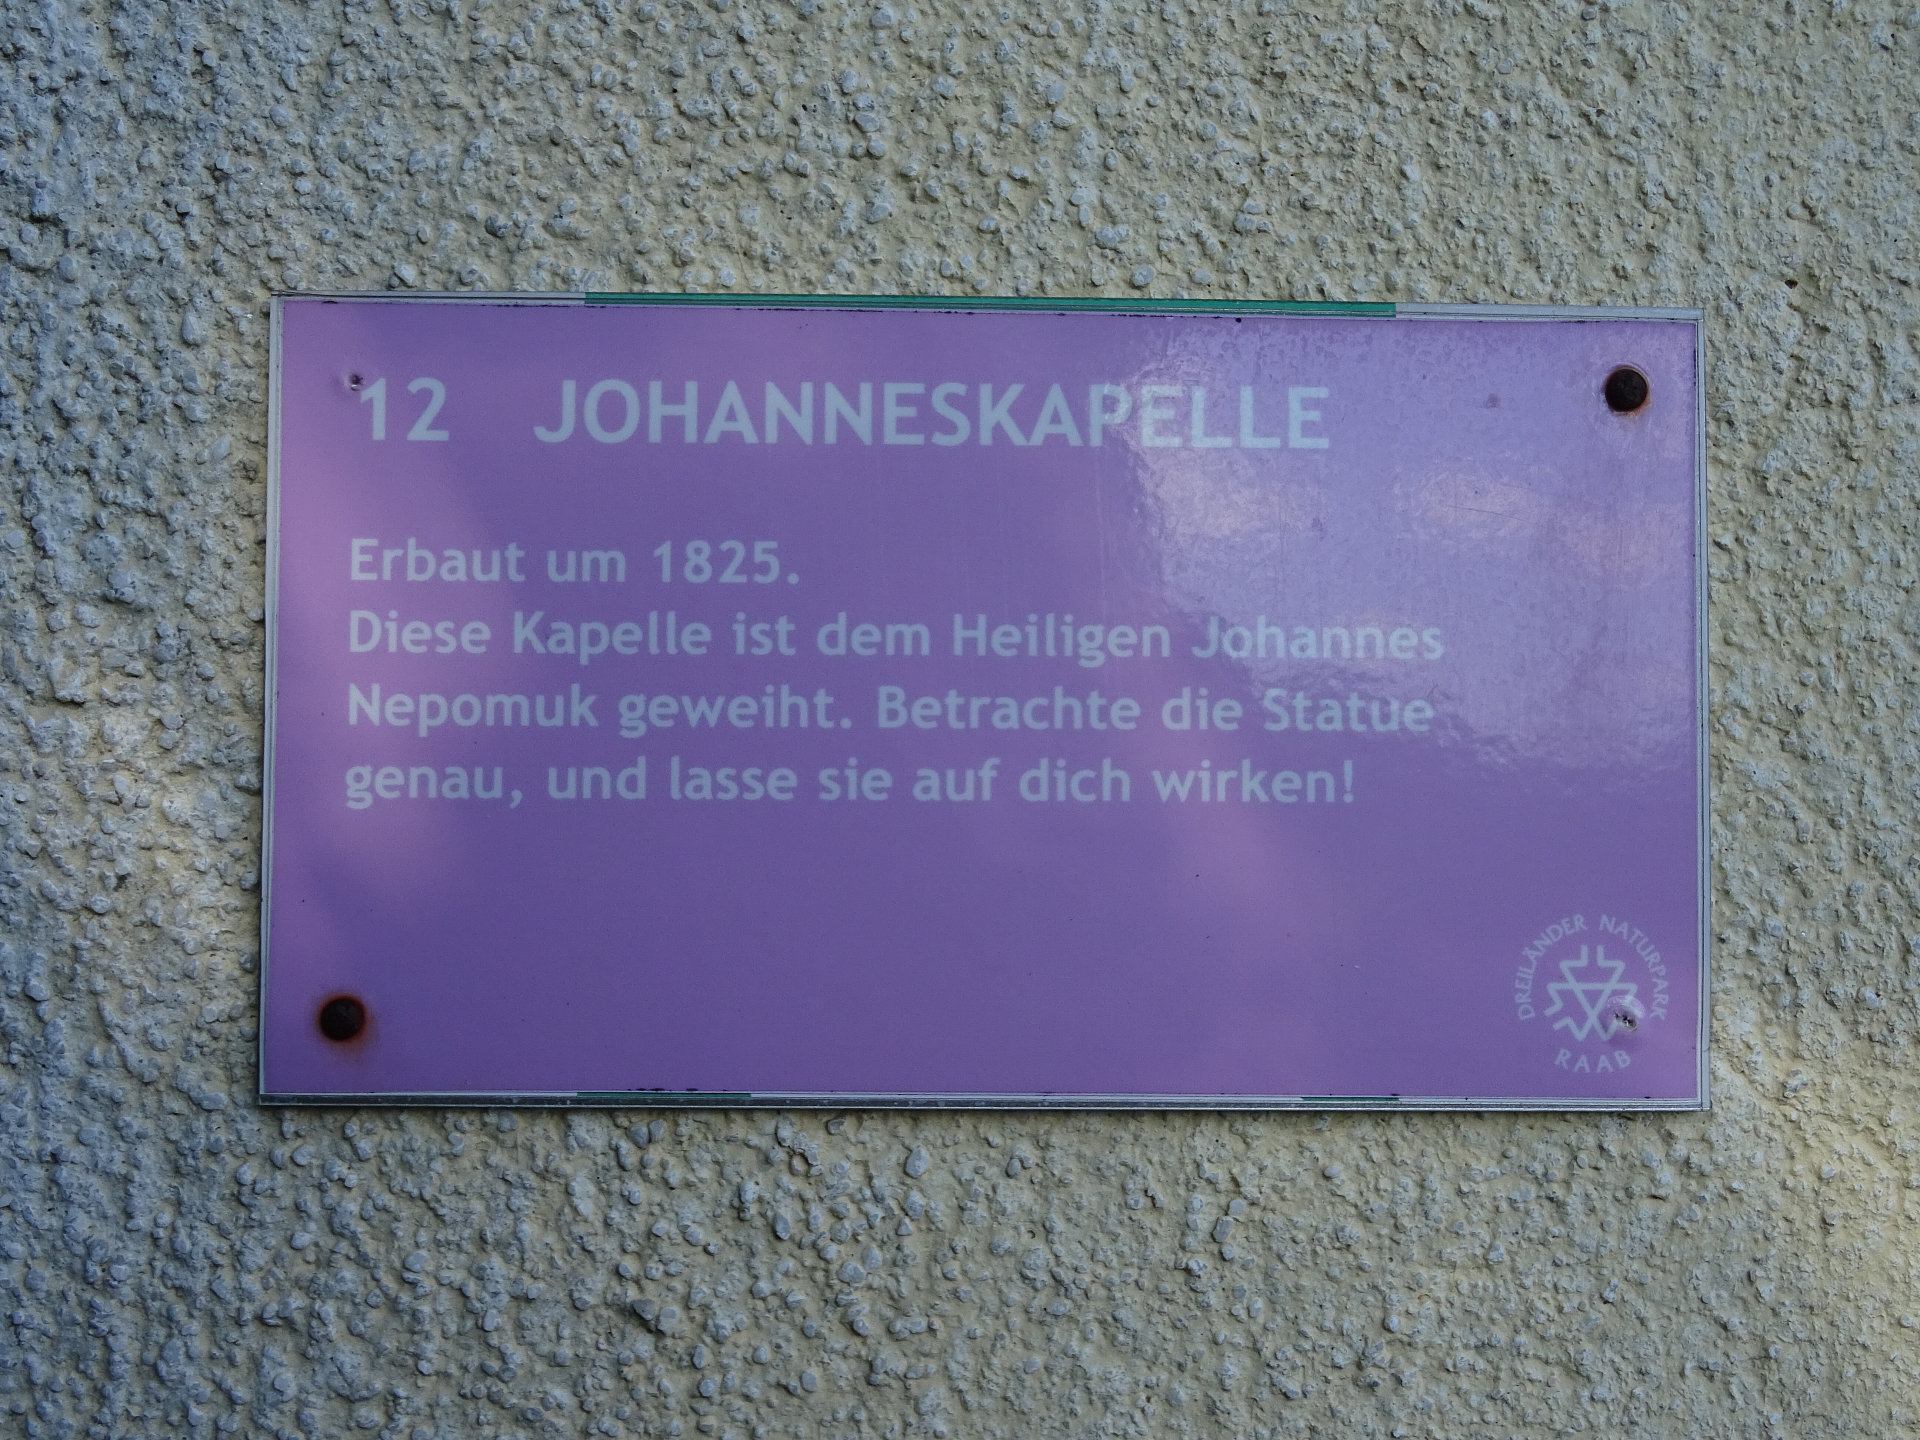 12 JOHANNESKAPELLE
Erbaut um 1825.
Diese Kapelle ist dem Heiligen Johannes
Nepomuk geweiht. Betrachte die Statue
genau, und lasse sie auf dich wirken!
DREILÄNDER NATURPARK
RAAB